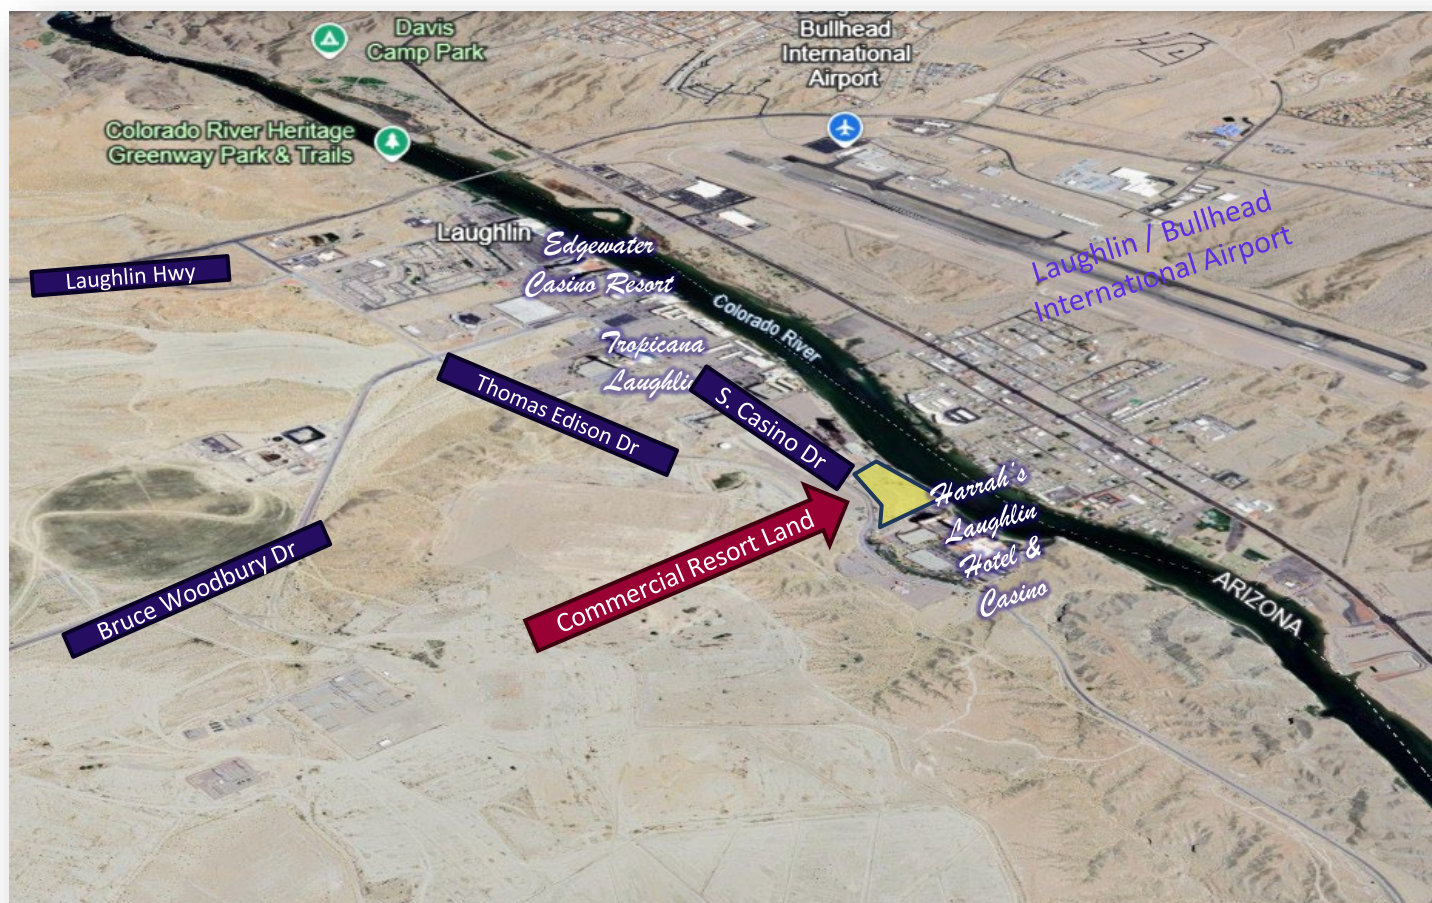 Davis
Camp Park
Bullhead
International
Airport
Colorado River Heritage
Greenway Park & Trails
Laughlin / Bullhead
International Airport
Laughlin
Edgewater
Casino Resort
Laughlin Hwy
Colorado River
Tropicana
Laughlin
Thomas Edison Dr
S. Casino Dr
Harrah's
Laughlin
Hotel &
Casino
Commercial Resort Land
Bruce Woodbury Dr
ARIZONA